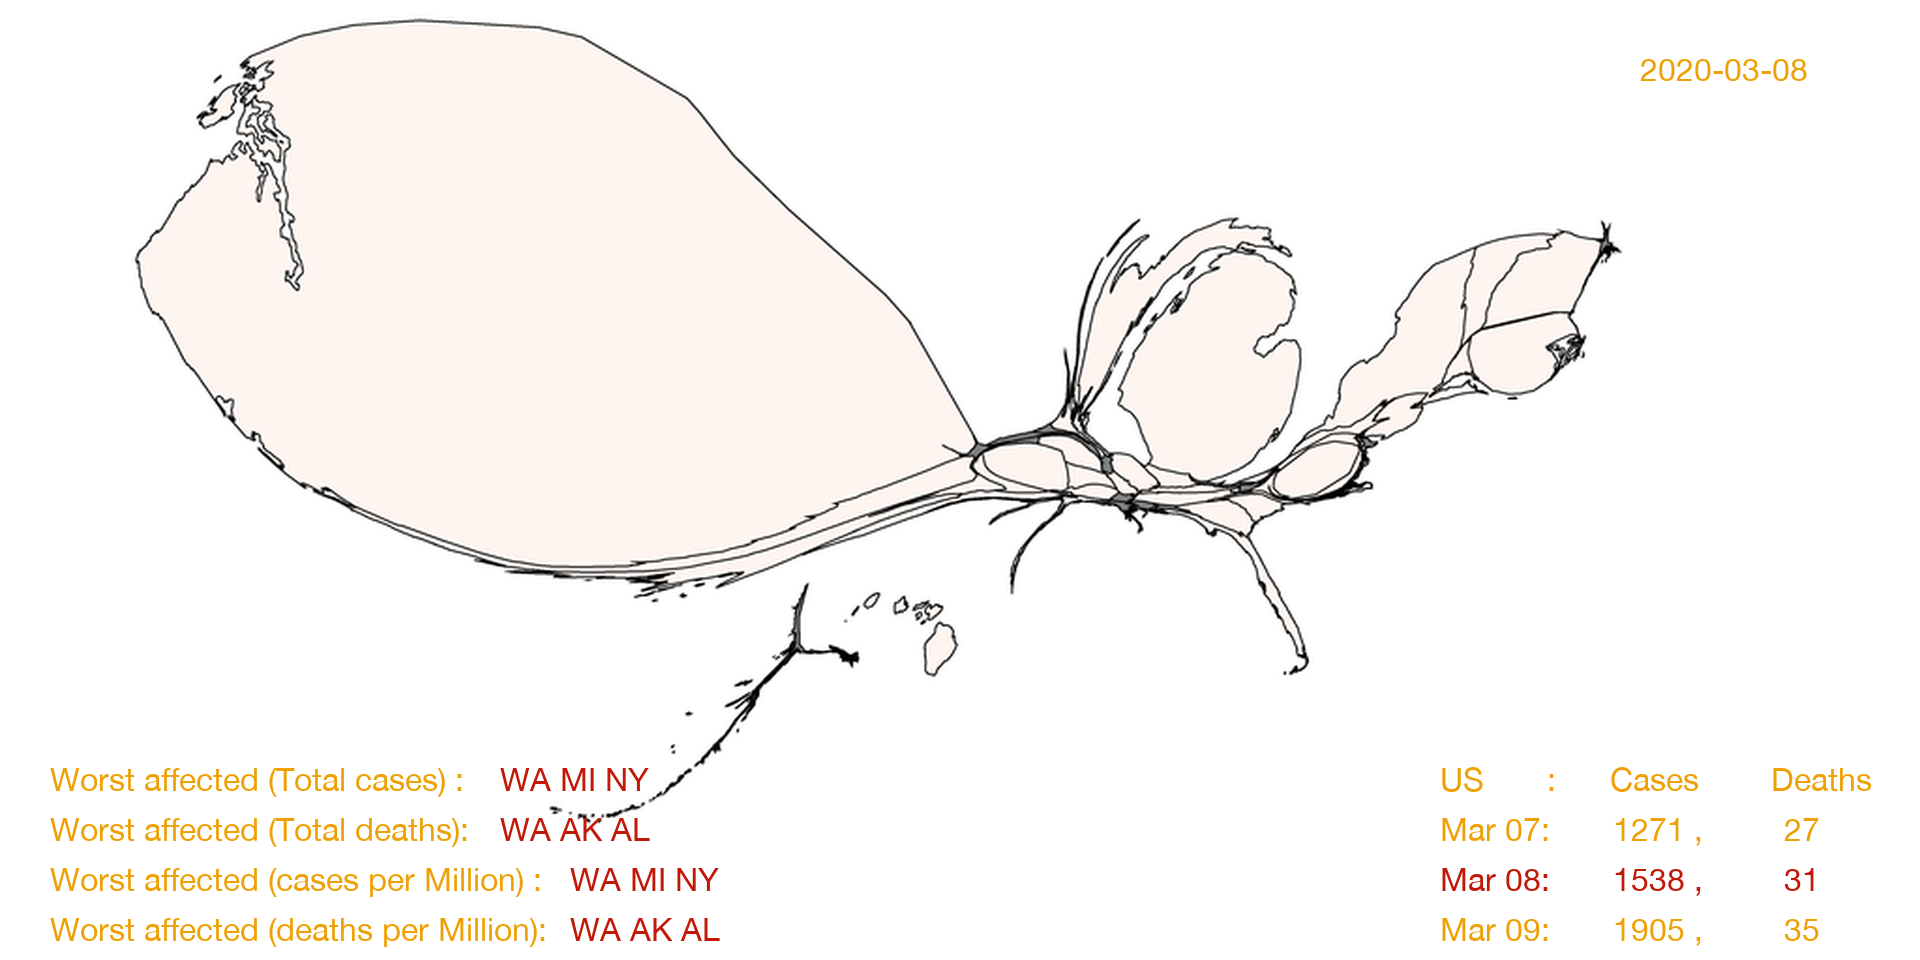 2020-03-08
Worst affected (Total cases) : WA MI NY
Worst affected (Total deaths): WA AK AL
Worst affected (cases per Million) : WA MI NY
Worst affected (deaths per Million): WA AK AL
US : Cases Deaths
Mar 07: 1271 , 27
Mar 08: 1538 , 31
Mar 09: 1905 , 35